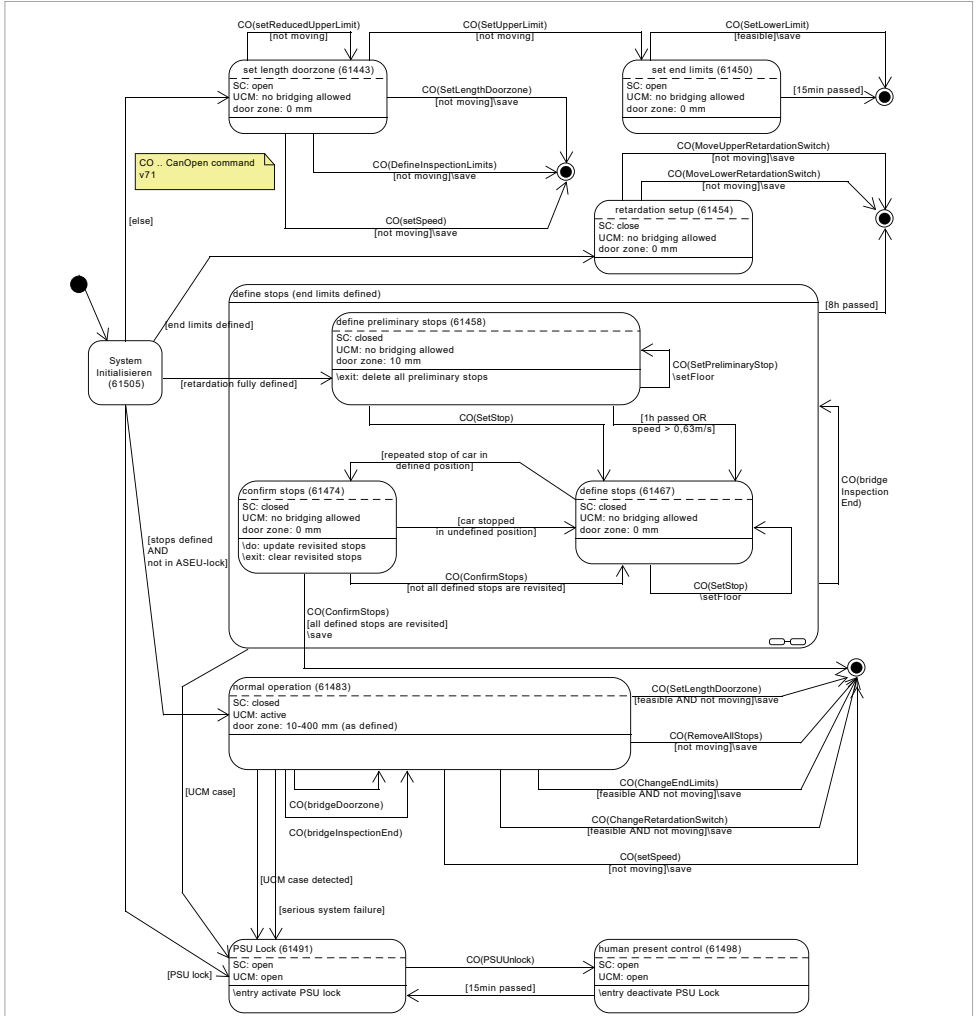 CO(setReducedUpperLimit)
[not moving]
CO(SetUpperLimit)
[not moving]
CO(SetLowerLimit)
[feasible]\save
set length doorzone (61443)
SC: open
UCM: no bridging allowed
door zone: 0 mm
set end limits (61450)
SC: open
UCM: no bridging allowed
door zone: 0 mm
[15min passed]
CO(SetLengthDoorzone)
[not moving]\save
CO(DefineInspectionLimits)
[not moving]\save
CO(setSpeed)
[not moving]\save
CO .. CanOpen command
v71
CO(MoveUpperRetardationSwitch)
[not moving]\save
CO(MoveLowerRetardationSwitch)
[not moving]\save
retardation setup (61454)
SC: close
UCM: no bridging allowed
door zone: 0 mm
[else]
[end limits defined]
[8h passed]
define stops (end limits defined)
define preliminary stops (61458)
SC: closed
UCM: no bridging allowed
door zone: 10 mm
\exit: delete all preliminary stops
CO(SetPreliminaryStop)
\setFloor
System
Initialisieren
(61505)
[retardation fully defined]
CO(SetStop)
[1h passed OR
speed > 0,63m/s]
[repeated stop of car in
defined position]
confirm stops (61474)
SC: closed
UCM: no bridging allowed
door zone: 0 mm
\do: update revisited stops
\exit: clear revisited stops
[car stopped
in undefined position]
define stops (61467)
SC: closed
UCM: no bridging allowed
door zone: 0 mm
CO(bridge
Inspection
End)
CO(ConfirmStops)
[not all defined stops are revisited]
CO(SetStop)
\setFloor
[stops defined
AND
not in ASEU-lock]
CO(ConfirmStops)
[all defined stops are revisited]
\save
normal operation (61483)
SC: closed
UCM: active
door zone: 10-400 mm (as defined)
CO(SetLengthDoorzone)
[feasible AND not moving]\save
CO(RemoveAllStops)
[not moving]\save
CO(ChangeEndLimits)
[feasible AND not moving]\save
CO(ChangeRetardationSwitch)
[feasible AND not moving]\save
CO(setSpeed)
[not moving]\save
[UCM case]
CO(bridgeDoorzone)
CO(bridgeInspectionEnd)
[UCM case detected]
[serious system failure]
[PSU lock]
PSU Lock (61491)
SC: open
UCM: open
\entry activate PSU lock
CO(PSUUnlock)
[15min passed]
human present control (61498)
SC: open
UCM: open
\entry deactivate PSU Lock